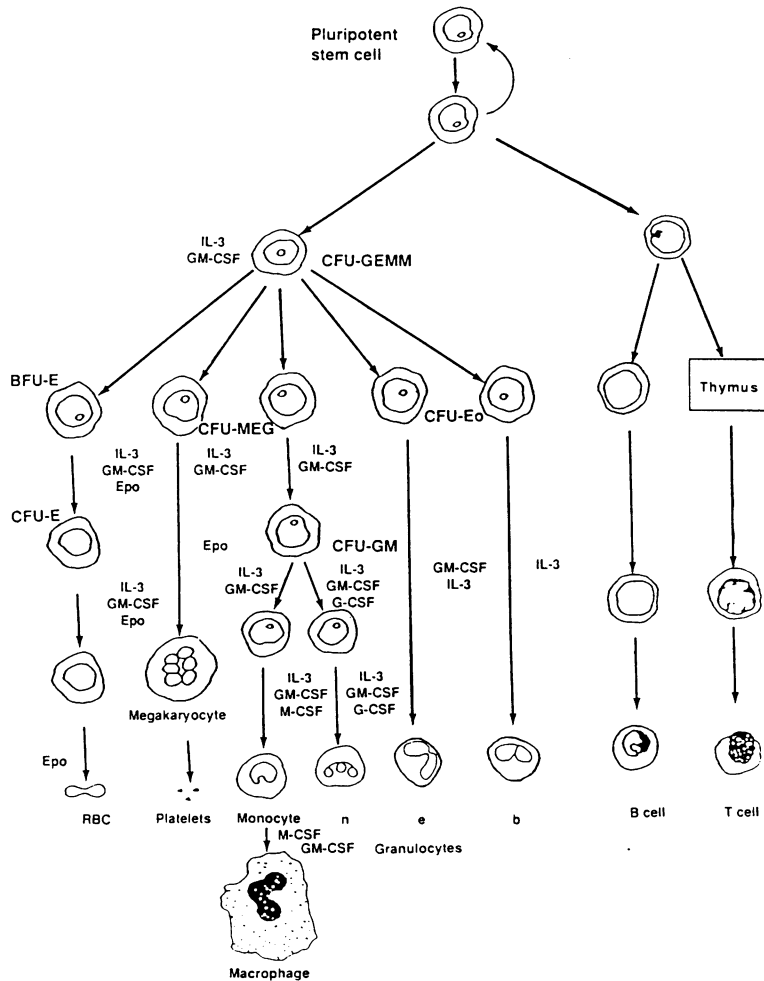 Pluripotent
stem cell
IL-3
GM-CSF
CFU-GEMM
BFU-E
CFU-MEG
CFU-Eo
Thymus
IL-3
GM-CSF
Epo
IL-3
GM-CSF
IL-3
GM-CSF
CFU-E
Epo
CFU-GM
GM-CSF
IL-3
IL-3
IL-3
GM-CSF
IL-3
GM-CSF
G-CSF
IL-3
GM-CSF
Epo
IL-3
GM-CSF
M-CSF
IL-3
GM-CSF
G-CSF
Megakaryocyte
Epo
RBC
Platelets
Monocyte
n
e
b
B cell
T cell
M-CSF
GM-CSF
Granulocytes
Macrophage